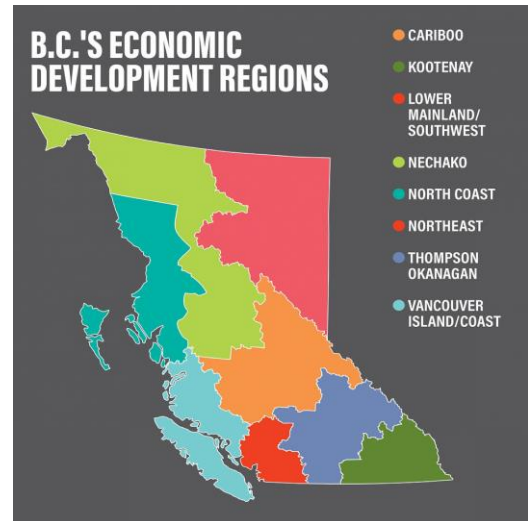 B.C.'S ECONOMIC
DEVELOPMENT REGIONS
CARIBOO
KOOTENAY
LOWER
MAINLAND/
SOUTHWEST
NECHAKO
NORTH COAST
NORTHEAST
THOMPSON
OKANAGAN
VANCOUVER
ISLAND/COAST